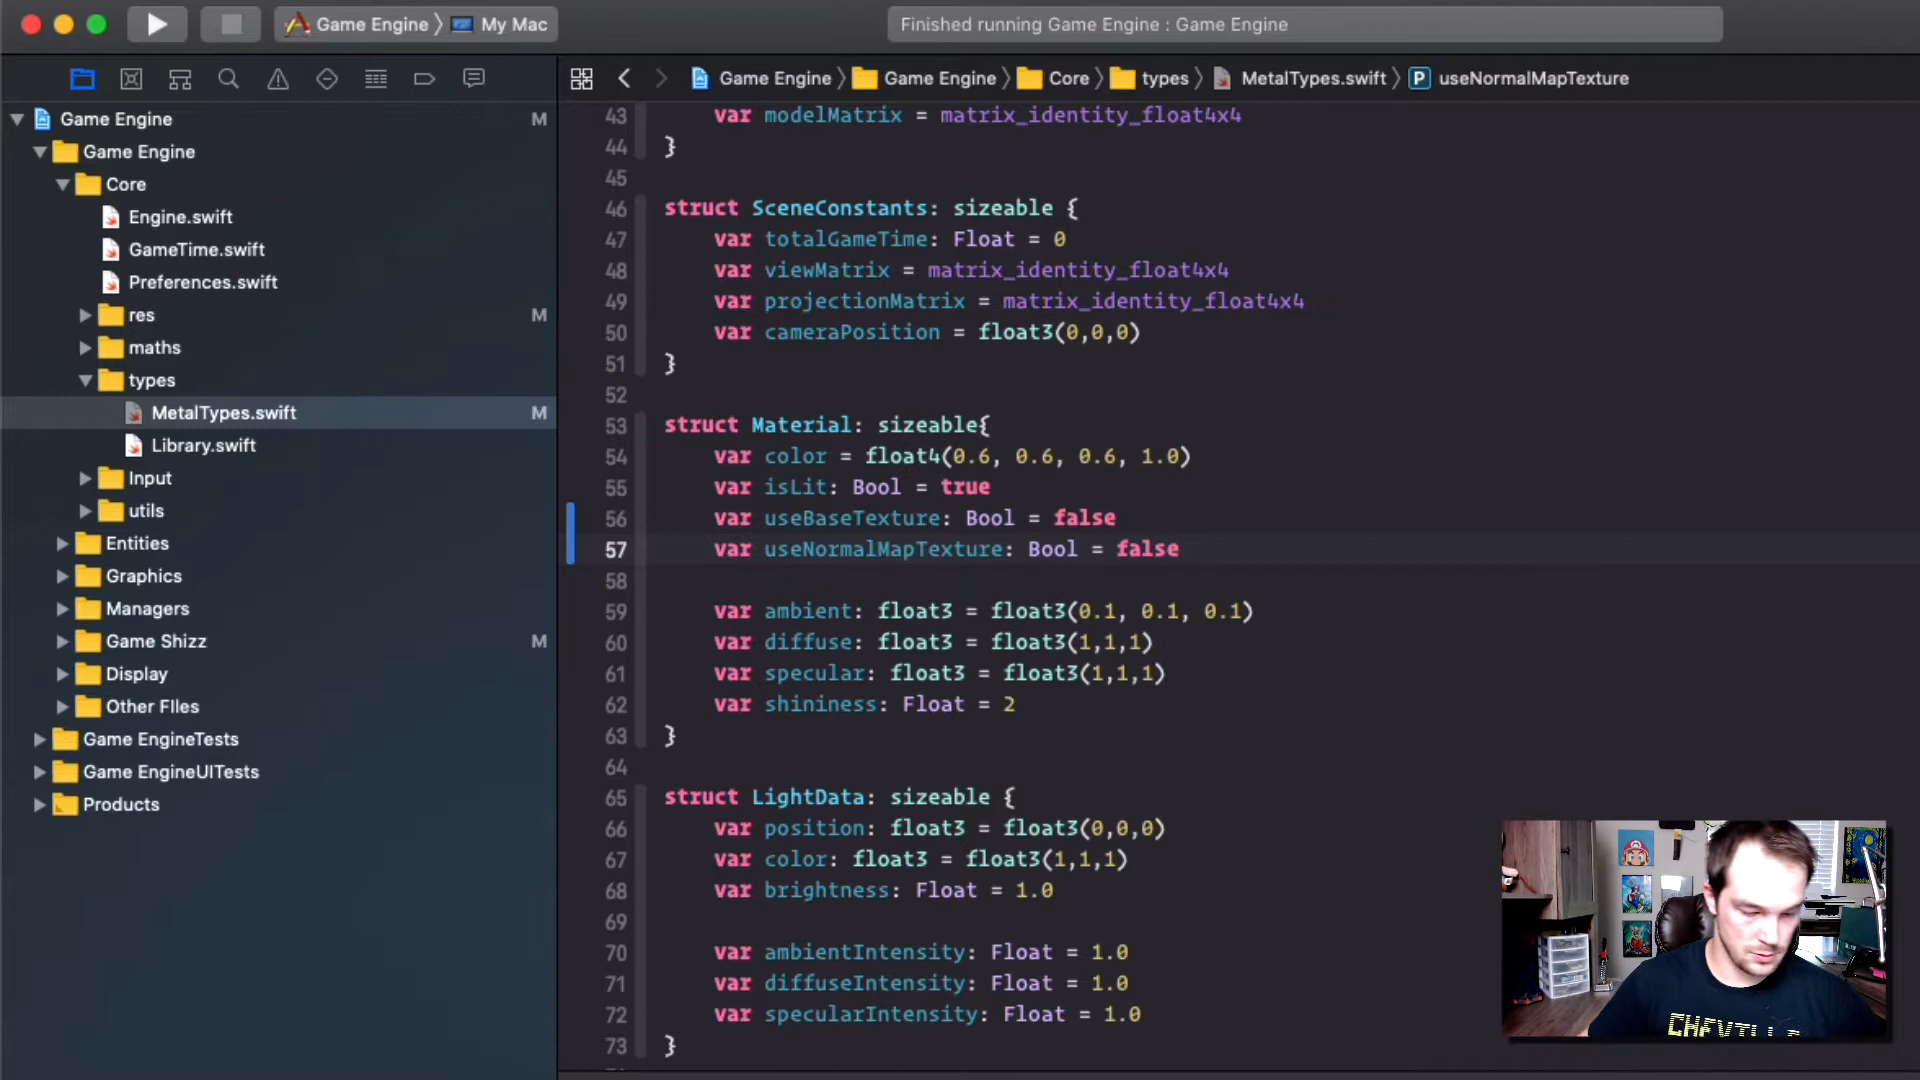 Game Engine 〉 My Mac
Finished running Game Engine : Game Engine
Game Engine 〉 Game Engine 〉 Core 〉 types 〉 MetalTypes.swift 〉 P useNormalMapTexture
Game Engine M
Game Engine
Core
Engine.swift
GameTime.swift
Preferences.swift
res M
maths
types
MetalTypes.swift M
Library.swift
Input
utils
Entities
Graphics
Managers
Game Shizz M
Display
Other FIles
Game EngineTests
Game EngineUITests
Products
43 var modelMatrix = matrix_identity_float4x4
44 }
45
46 struct SceneConstants: sizeable {
47 var totalGameTime: Float = 0
48 var viewMatrix = matrix_identity_float4x4
49 var projectionMatrix = matrix_identity_float4x4
50 var cameraPosition = float3(0,0,0)
51 }
52
53 struct Material: sizeable{
54 var color = float4(0.6, 0.6, 0.6, 1.0)
55 var isLit: Bool = true
56 var useBaseTexture: Bool = false
57 var useNormalMapTexture: Bool = false
58
59 var ambient: float3 = float3(0.1, 0.1, 0.1)
60 var diffuse: float3 = float3(1,1,1)
61 var specular: float3 = float3(1,1,1)
62 var shininess: Float = 2
63 }
64
65 struct LightData: sizeable {
66 var position: float3 = float3(0,0,0)
67 var color: float3 = float3(1,1,1)
68 var brightness: Float = 1.0
69
70 var ambientIntensity: Float = 1.0
71 var diffuseIntensity: Float = 1.0
72 var specularIntensity: Float = 1.0
73 }